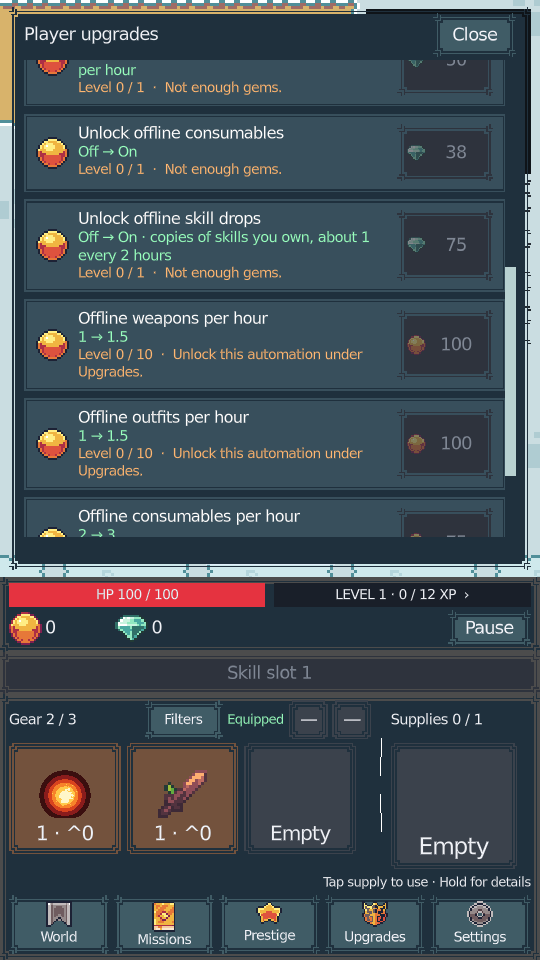 Player upgrades
Close
per hour
Level 0 / 1 · Not enough gems.
Unlock offline consumables
Off → On
Level 0 / 1 · Not enough gems.
38
Unlock offline skill drops
Off → On · copies of skills you own, about 1
every 2 hours
Level 0 / 1 · Not enough gems.
75
Offline weapons per hour
1 → 1.5
Level 0 / 10 · Unlock this automation under
Upgrades.
100
Offline outfits per hour
1 → 1.5
Level 0 / 10 · Unlock this automation under
Upgrades.
100
Offline consumables per hour
2 → 3
HP 100 / 100
LEVEL 1 · 0 / 12 XP ›
0
0
Pause
Skill slot 1
Gear 2 / 3
Filters
Equipped
—
—
Supplies 0 / 1
1 · ^0
1 · ^0
Empty
Empty
Tap supply to use · Hold for details
World
Missions
Prestige
Upgrades
Settings